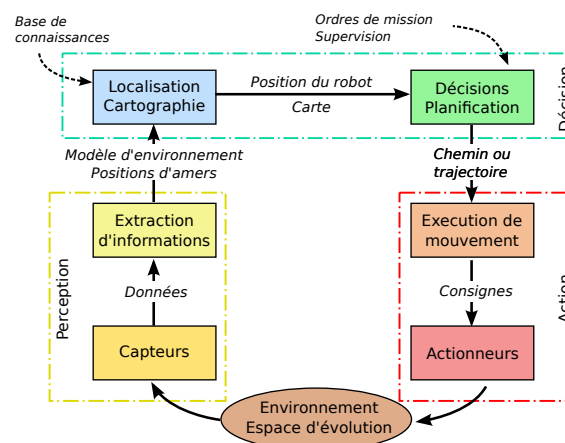 Base de
connaissances
Ordres de mission
Supervision
Localisation
Cartographie
Position du robot
Carte
Décisions
Planification
Décision
Modèle d'environnement
Positions d'amers
Chemin ou
trajectoire
Perception
Extraction
d'informations
Données
Capteurs
Execution de
mouvement
Consignes
Actionneurs
Action
Environnement
Espace d'évolution